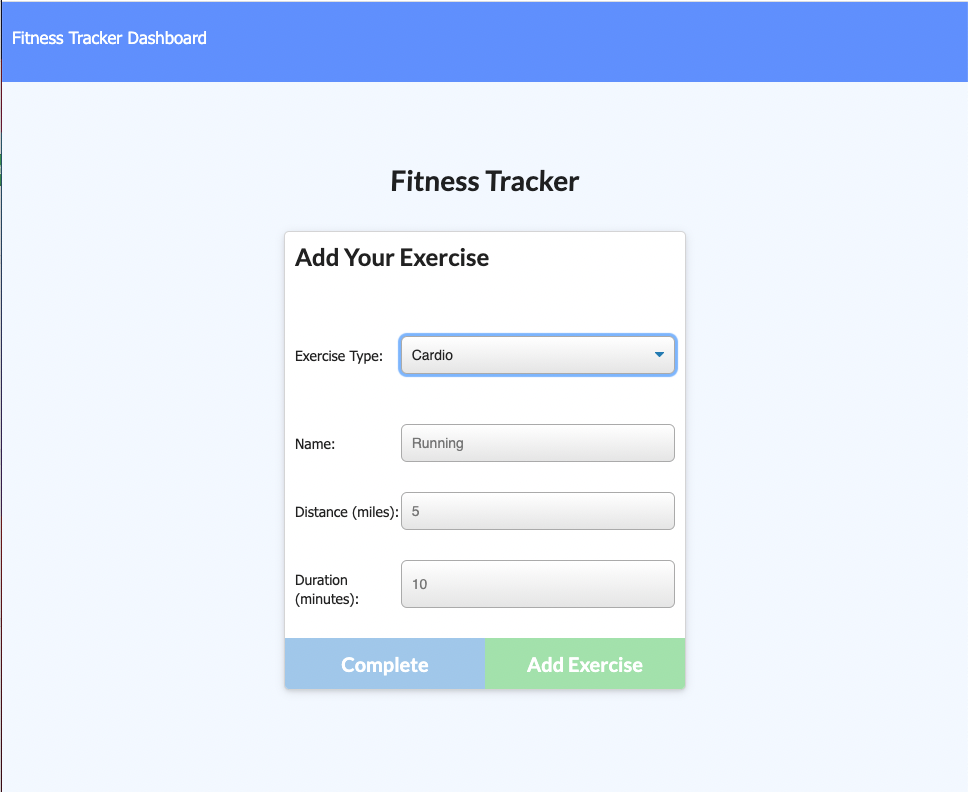 Fitness Tracker Dashboard
Fitness Tracker
Add Your Exercise
Exercise Type: Cardio
Name: Running
Distance (miles): 5
Duration
(minutes): 10
Complete Add Exercise